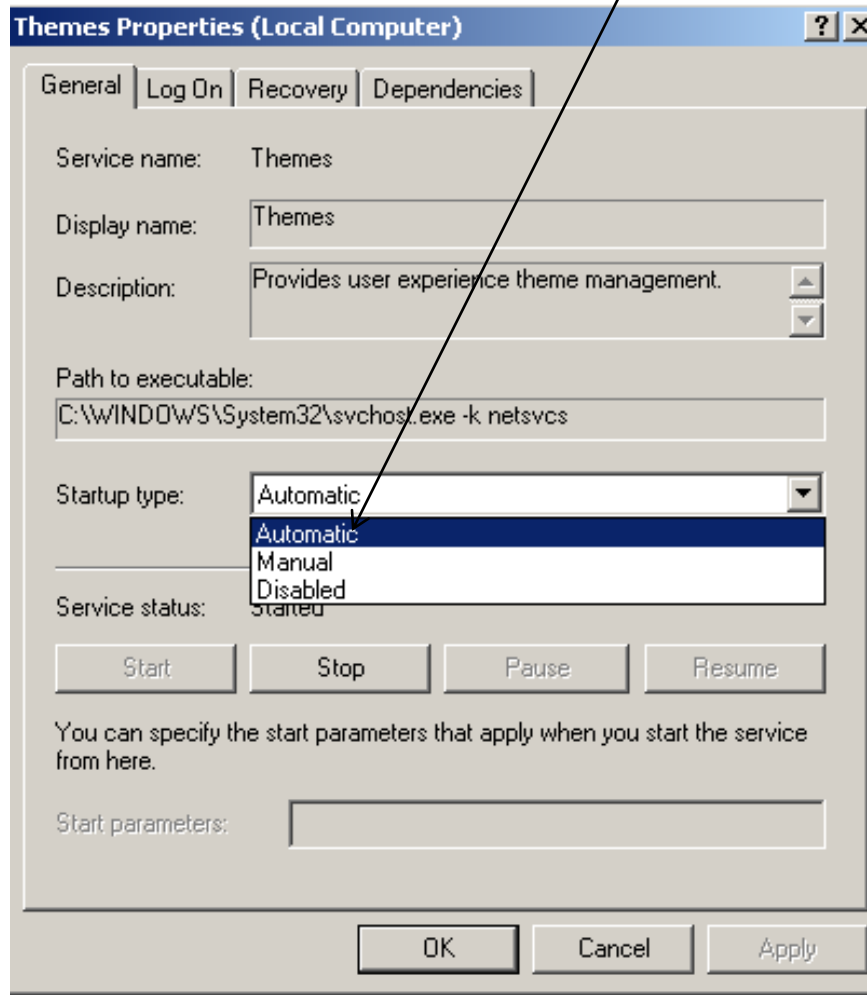 Themes Properties (Local Computer)
General Log On Recovery Dependencies
Service name: Themes
Display name: Themes
Description: Provides user experience theme management.
Path to executable:
C:\WINDOWS\System32\svchost.exe -k netsvcs
Startup type: Automatic
Automatic
Manual
Disabled
Service status: Started
Start Stop Pause Resume
You can specify the start parameters that apply when you start the service
from here.
Start parameters:
OK Cancel Apply